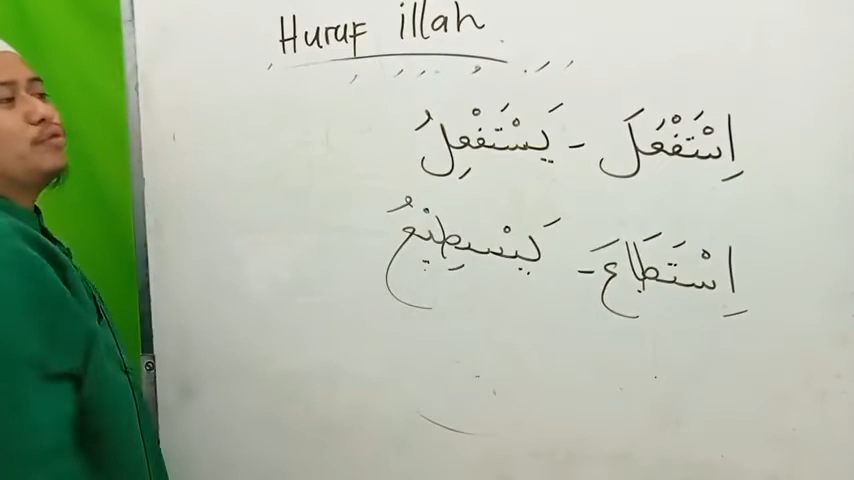 Huruf illah
اِسْتَفْعَلَ - يَسْتَفْعِلُ
اِسْتَطَاعَ - يَسْتِطِيْعُ